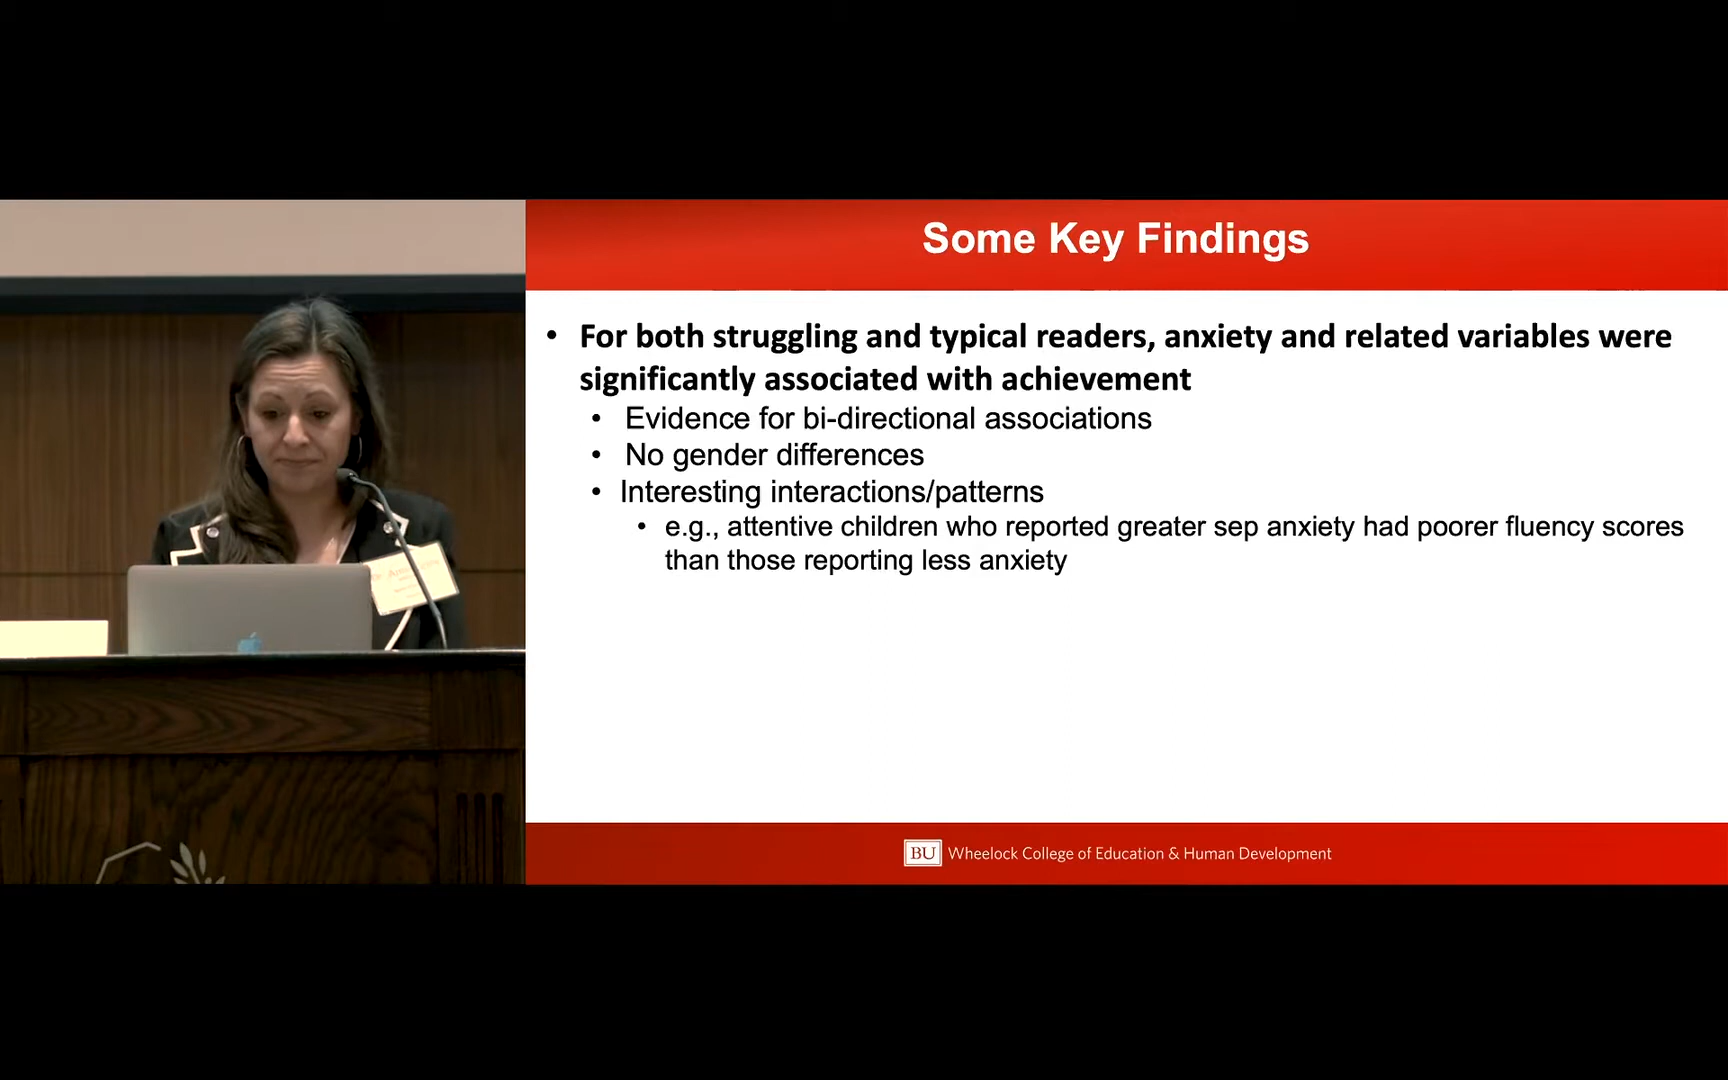 Some Key Findings
• For both struggling and typical readers, anxiety and related variables were
significantly associated with achievement
• Evidence for bi-directional associations
• No gender differences
• Interesting interactions/patterns
• e.g., attentive children who reported greater sep anxiety had poorer fluency scores
than those reporting less anxiety
BU Wheelock College of Education & Human Development